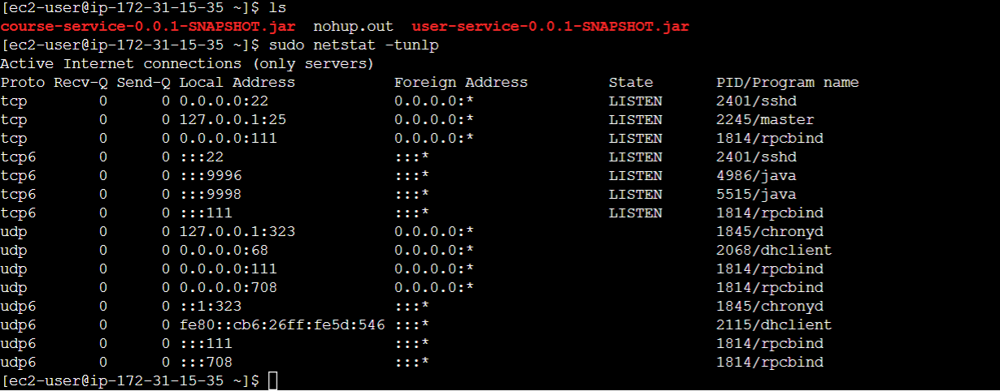 [ec2-user@ip-172-31-15-35 ~]$ ls
course-service-0.0.1-SNAPSHOT.jar  nohup.out  user-service-0.0.1-SNAPSHOT.jar
[ec2-user@ip-172-31-15-35 ~]$ sudo netstat -tunlp
Active Internet connections (only servers)
Proto Recv-Q Send-Q Local Address           Foreign Address         State       PID/Program name
tcp        0      0 0.0.0.0:22              0.0.0.0:*               LISTEN      2401/sshd
tcp        0      0 127.0.0.1:25            0.0.0.0:*               LISTEN      2245/master
tcp        0      0 0.0.0.0:111             0.0.0.0:*               LISTEN      1814/rpcbind
tcp6       0      0 :::22                   :::*                    LISTEN      2401/sshd
tcp6       0      0 :::9996                 :::*                    LISTEN      4986/java
tcp6       0      0 :::9998                 :::*                    LISTEN      5515/java
tcp6       0      0 :::111                  :::*                    LISTEN      1814/rpcbind
udp        0      0 127.0.0.1:323           0.0.0.0:*                           1845/chronyd
udp        0      0 0.0.0.0:68              0.0.0.0:*                           2068/dhclient
udp        0      0 0.0.0.0:111             0.0.0.0:*                           1814/rpcbind
udp        0      0 0.0.0.0:708             0.0.0.0:*                           1814/rpcbind
udp6       0      0 ::1:323                 :::*                                1845/chronyd
udp6       0      0 fe80::cb6:26ff:fe5d:546 :::*                                2115/dhclient
udp6       0      0 :::111                  :::*                                1814/rpcbind
udp6       0      0 :::708                  :::*                                1814/rpcbind
[ec2-user@ip-172-31-15-35 ~]$